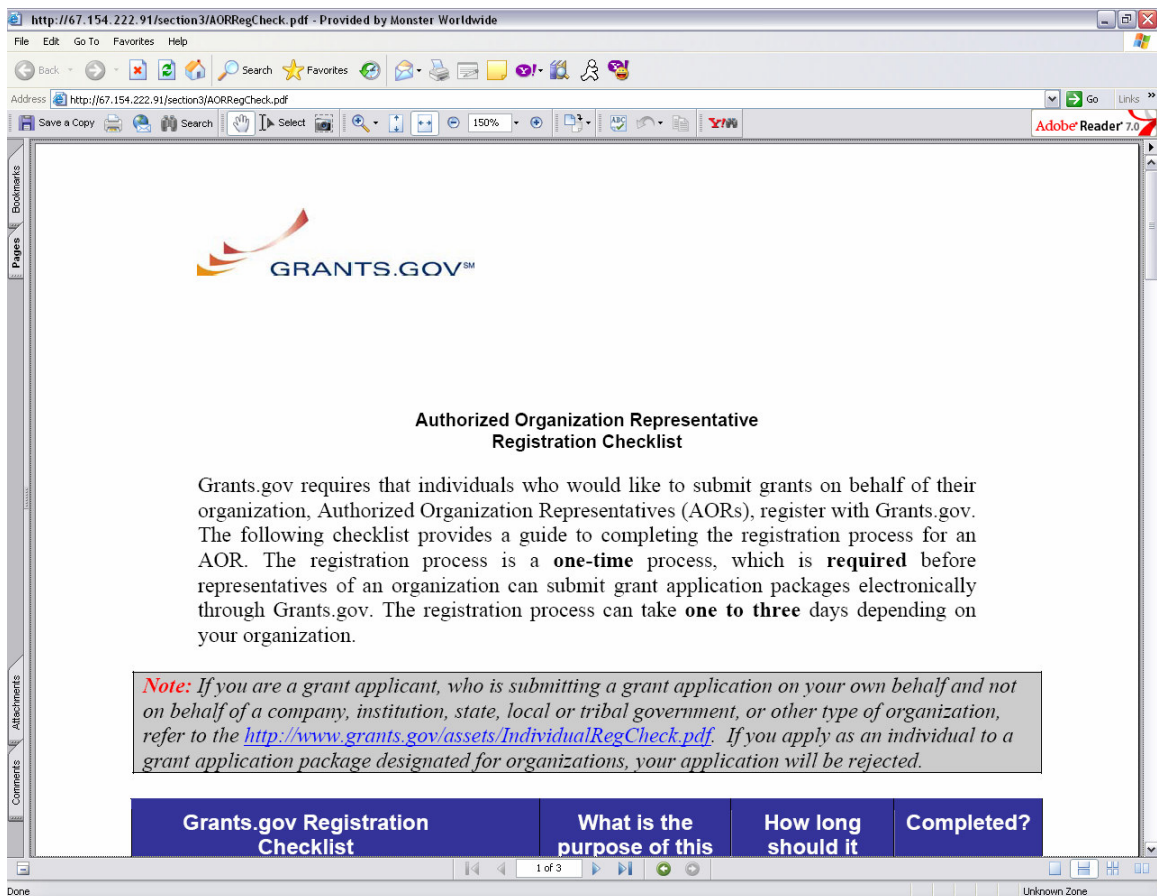 http://67.154.222.91/section3/AORRegCheck.pdf - Provided by Monster Worldwide
File Edit Go To Favorites Help
Back Search Favorites
Address http://67.154.222.91/section3/AORRegCheck.pdf Go Links »
Save a Copy Search Select 150% Y! Adobe Reader 7.0
Bookmarks
Pages
Attachments
Comments
GRANTS.GOV℠
Authorized Organization Representative
Registration Checklist
Grants.gov requires that individuals who would like to submit grants on behalf of their
organization, Authorized Organization Representatives (AORs), register with Grants.gov.
The following checklist provides a guide to completing the registration process for an
AOR. The registration process is a one-time process, which is required before
representatives of an organization can submit grant application packages electronically
through Grants.gov. The registration process can take one to three days depending on
your organization.
Note: If you are a grant applicant, who is submitting a grant application on your own behalf and not
on behalf of a company, institution, state, local or tribal government, or other type of organization,
refer to the http://www.grants.gov/assets/IndividualRegCheck.pdf. If you apply as an individual to a
grant application package designated for organizations, your application will be rejected.
Grants.gov Registration What is the How long Completed?
Checklist purpose of this should it
1 of 3
Done Unknown Zone